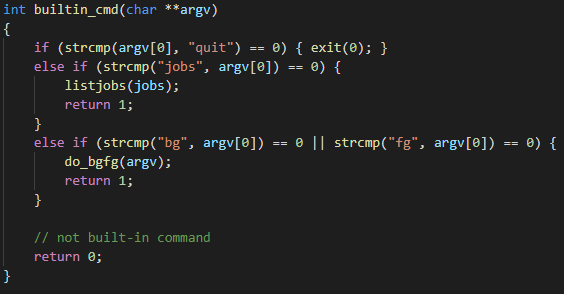 int builtin_cmd(char **argv)
{
    if (strcmp(argv[0], "quit") == 0) { exit(0); }
    else if (strcmp("jobs", argv[0]) == 0) {
        listjobs(jobs);
        return 1;
    }
    else if (strcmp("bg", argv[0]) == 0 || strcmp("fg", argv[0]) == 0) {
        do_bgfg(argv);
        return 1;
    }

    // not built-in command
    return 0;
}